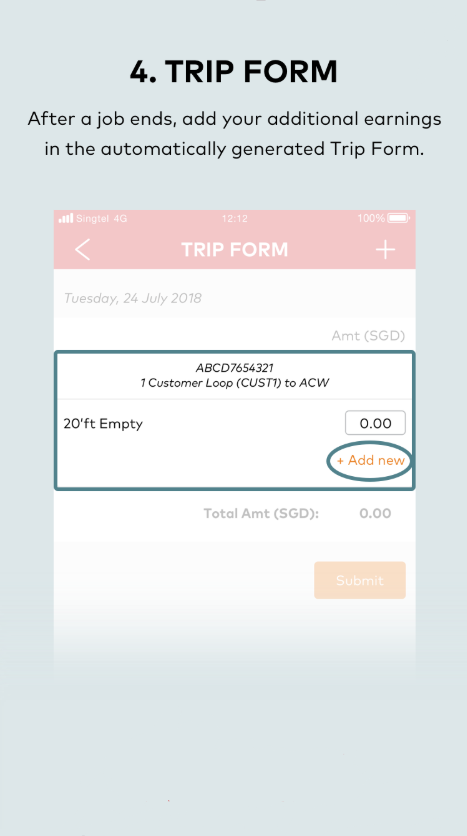 4. TRIP FORM
After a job ends, add your additional earnings
in the automatically generated Trip Form.
Singtel 4G 12:12 100%
TRIP FORM +
Tuesday, 24 July 2018
Amt (SGD)
ABCD7654321
1 Customer Loop (CUST1) to ACW
20'ft Empty 0.00
+ Add new
Total Amt (SGD): 0.00
Submit